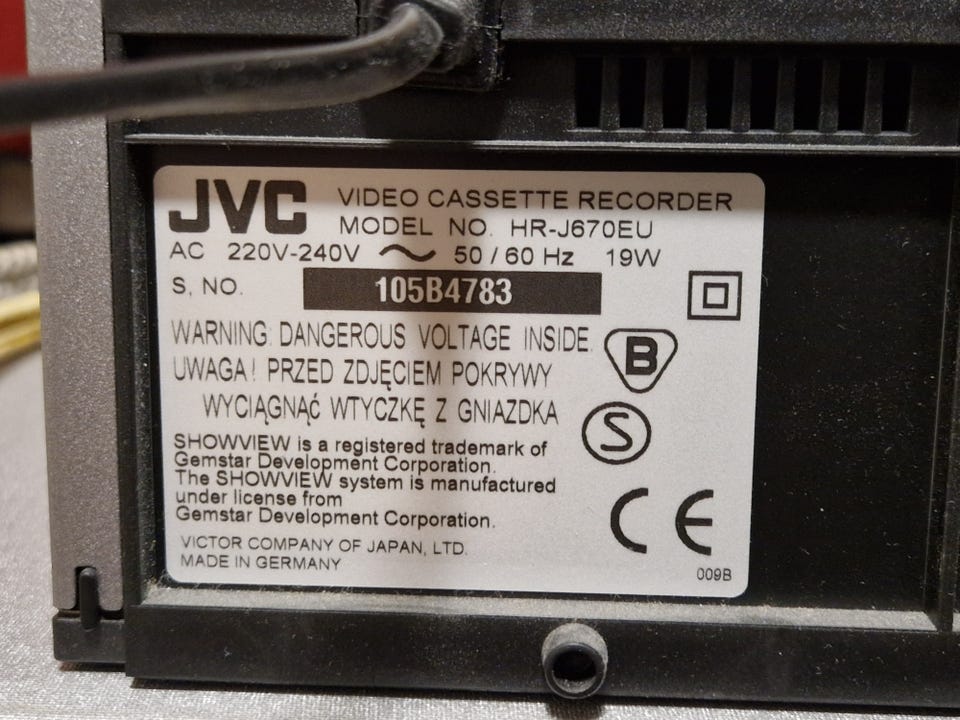 JVC VIDEO CASSETTE RECORDER
MODEL NO. HR-J670EU
AC 220V-240V ~ 50 / 60 Hz 19W
S, NO. 105B4783
WARNING: DANGEROUS VOLTAGE INSIDE.
B
UWAGA! PRZED ZDJĘCIEM POKRYWY
WYCIĄGNĄĆ WTYCZKĘ Z GNIAZDKA
S
SHOWVIEW is a registered trademark of
Gemstar Development Corporation.
The SHOWVIEW system is manufactured
under license from
Gemstar Development Corporation.
CE
VICTOR COMPANY OF JAPAN, LTD.
MADE IN GERMANY
009B